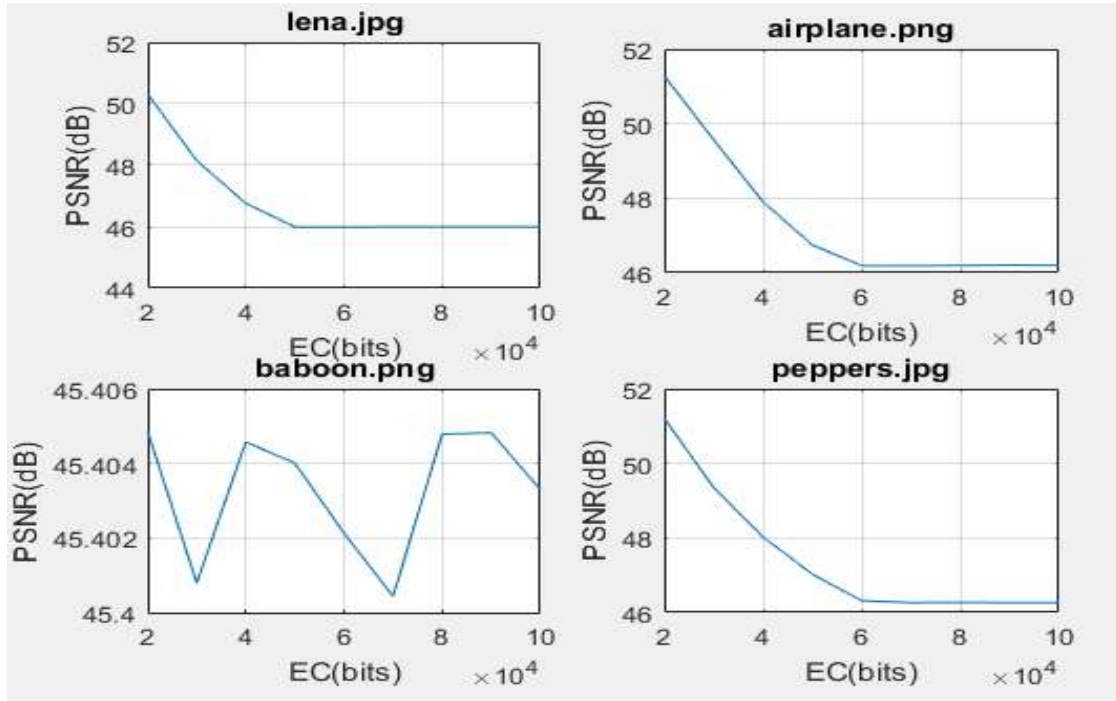 lena.jpg
52
50
48
46
44
PSNR(dB)
2 4 6 8 10
EC(bits)
×10^4
airplane.png
52
50
48
46
PSNR(dB)
2 4 6 8 10
EC(bits)
×10^4
baboon.png
45.406
45.404
45.402
45.4
PSNR(dB)
2 4 6 8 10
EC(bits)
×10^4
peppers.jpg
52
50
48
46
PSNR(dB)
2 4 6 8 10
EC(bits)
×10^4